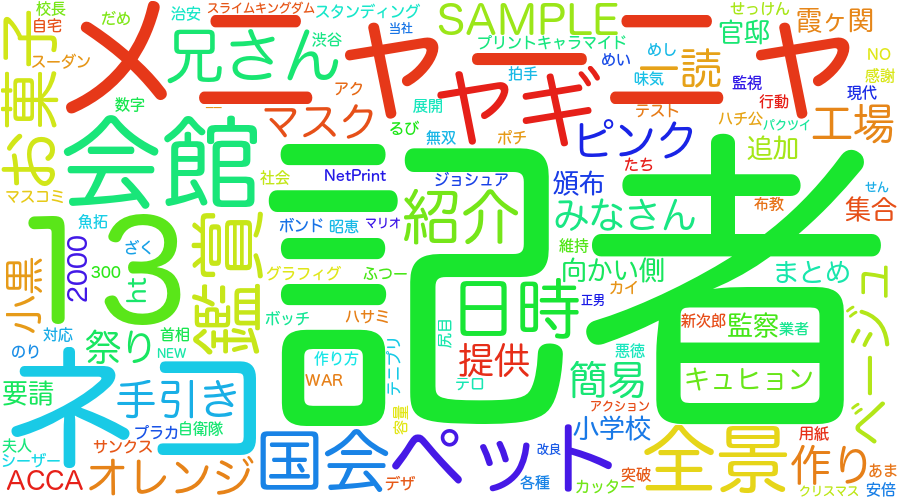 校長
自宅
だめ
治安
スライムキングダム
スタンディング
当社
渋谷
SAMPLE
プリントキャラマイド
せっけん
官邸
霞ヶ関
スーダン
お菓子
メーヤー
兄さん
ヤギ
ニャ
一読
めい
めし
味気
監視
NO
感謝
現代
拍手
アク
展開
テスト
行動
ハチ公
パクツイ
数字
マスク
るび
無双
ポチ
ピンク
追加
工場
マスコミ
会館
社会
NetPrint
ジョシュア
頒布
たち
せん
布教
集合
記者
魚拓
ざく
ボンド
昭恵
マリオ
紹介
みなさん
維持
向かい側
まとめ
13
2000
300
ht
鑑賞
グラフィグ
ふつー
日時
カイ
正男
小黒
ボッチ
ハサミ
尻目
新次郎
監察
業者
ベージュ
対応
のり
祭り
首相
NEW
作り方
WAR
テニプリ
提供
テロ
悪徳
簡易
キュヒョン
ネコ
要請
手引き
プラカ
自衛隊
容量
アクション
小学校
用紙
夫人
シーザー
サンクス
ACCA
オレンジ
国会
ペット
デザ
改良
各種
カッター
突破
全景
作り
あま
安倍
クリスマス